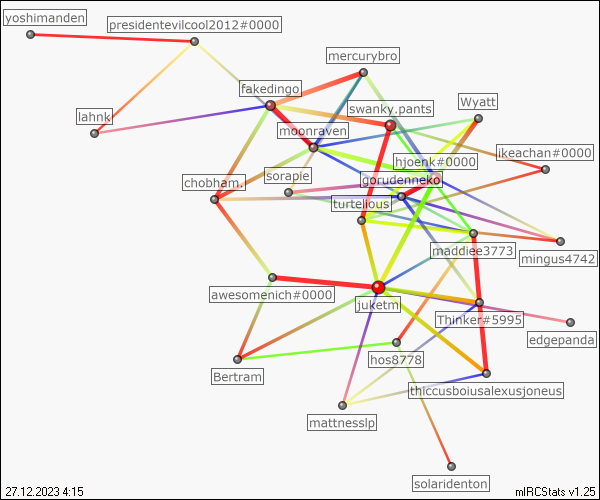 yoshimanden
presidentevilcool2012#0000
mercurybro
fakedingo
swanky.pants
Wyatt
lahnk
moonraven
hjoenk#0000
ikeachan#0000
chobham.
sorapie
gorudenneko
turtelious
maddiee3773
mingus4742
awesomenich#0000
juketm
Thinker#5995
edgepanda
Bertram
hos8778
thiccusboiusalexusjoneus
mattnesslp
solaridenton
27.12.2023 4:15
mIRCStats v1.25